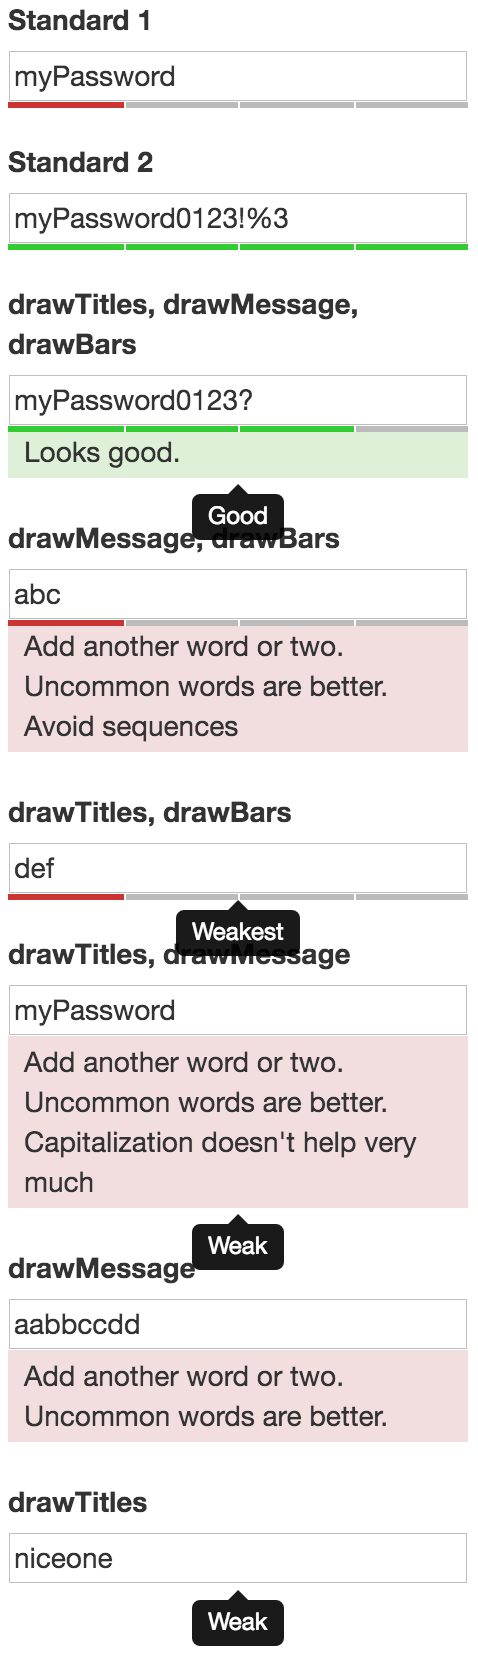 Standard 1
myPassword
Standard 2
myPassword0123!%3
drawTitles, drawMessage,
drawBars
myPassword0123?
Looks good.
Good
drawMessage, drawBars
abc
Add another word or two.
Uncommon words are better.
Avoid sequences
drawTitles, drawBars
def
Weakest
drawTitles, drawMessage
myPassword
Add another word or two.
Uncommon words are better.
Capitalization doesn't help very
much
Weak
drawMessage
aabbccdd
Add another word or two.
Uncommon words are better.
drawTitles
niceone
Weak